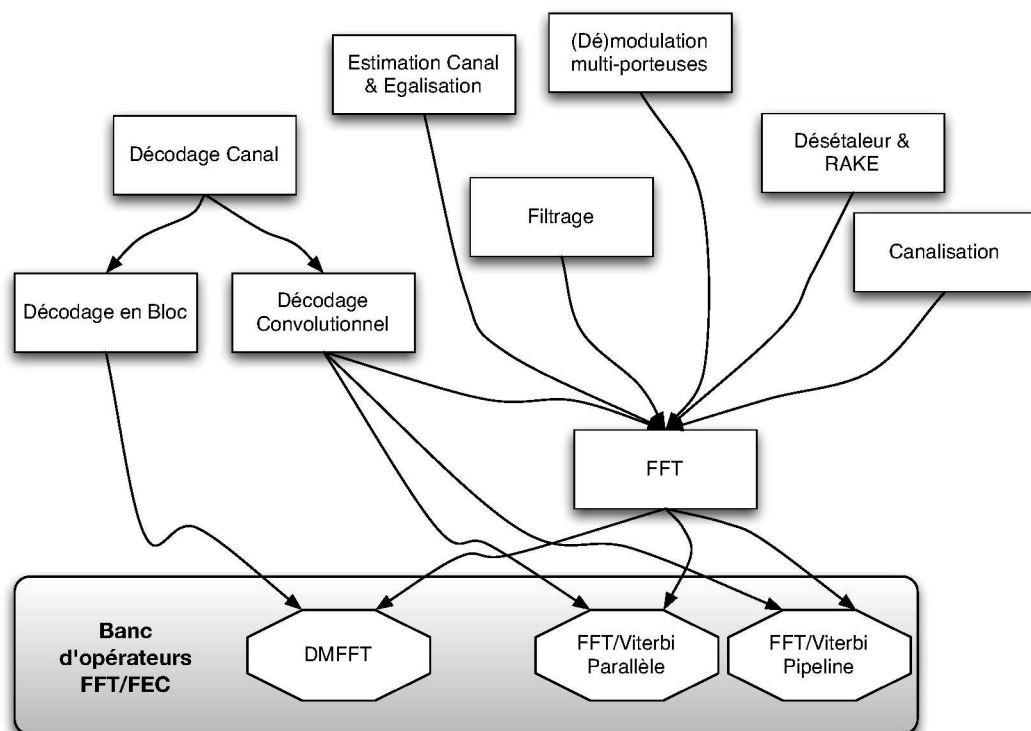 (Dé)modulation
multi-porteuses
Estimation Canal
& Egalisation
Décodage Canal
Désétaleur &
RAKE
Filtrage
Canalisation
Décodage en Bloc
Décodage
Convolutionnel
FFT
Banc
d'opérateurs
FFT/FEC
DMFFT
FFT/Viterbi
Parallèle
FFT/Viterbi
Pipeline